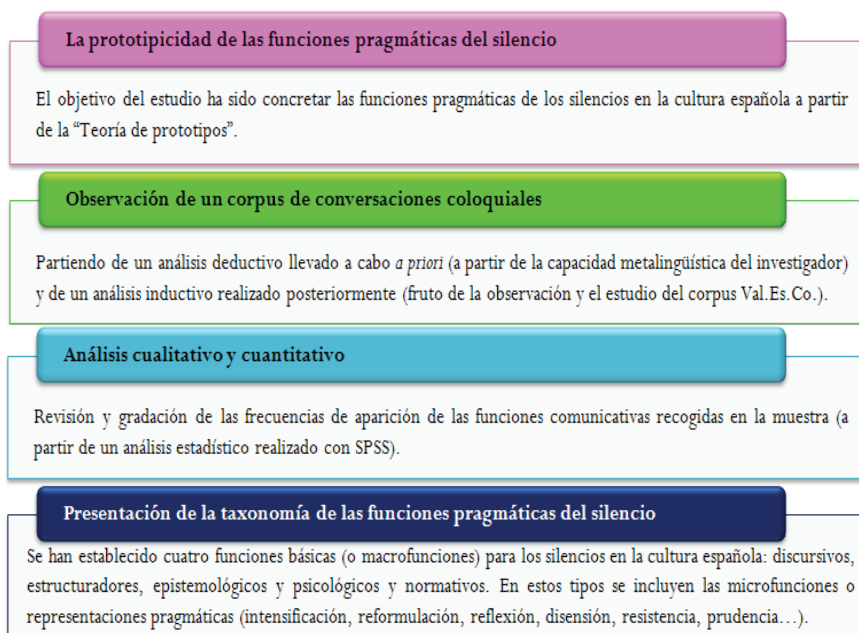 La prototipicidad de las funciones pragmáticas del silencio
El objetivo del estudio ha sido concretar las funciones pragmáticas de los silencios en la cultura española a partir
de la “Teoría de prototipos”.
Observación de un corpus de conversaciones coloquiales
Partiendo de un análisis deductivo llevado a cabo a priori (a partir de la capacidad metalingüística del investigador)
y de un análisis inductivo realizado posteriormente (fruto de la observación y el estudio del corpus Val.Es.Co.).
Análisis cualitativo y cuantitativo
Revisión y gradación de las frecuencias de aparición de las funciones comunicativas recogidas en la muestra (a
partir de un análisis estadístico realizado con SPSS).
Presentación de la taxonomía de las funciones pragmáticas del silencio
Se han establecido cuatro funciones básicas (o macrofunciones) para los silencios en la cultura española: discursivos,
estructuradores, epistemológicos y psicológicos y normativos. En estos tipos se incluyen las microfunciones o
representaciones pragmáticas (intensificación, reformulación, reflexión, disensión, resistencia, prudencia…).